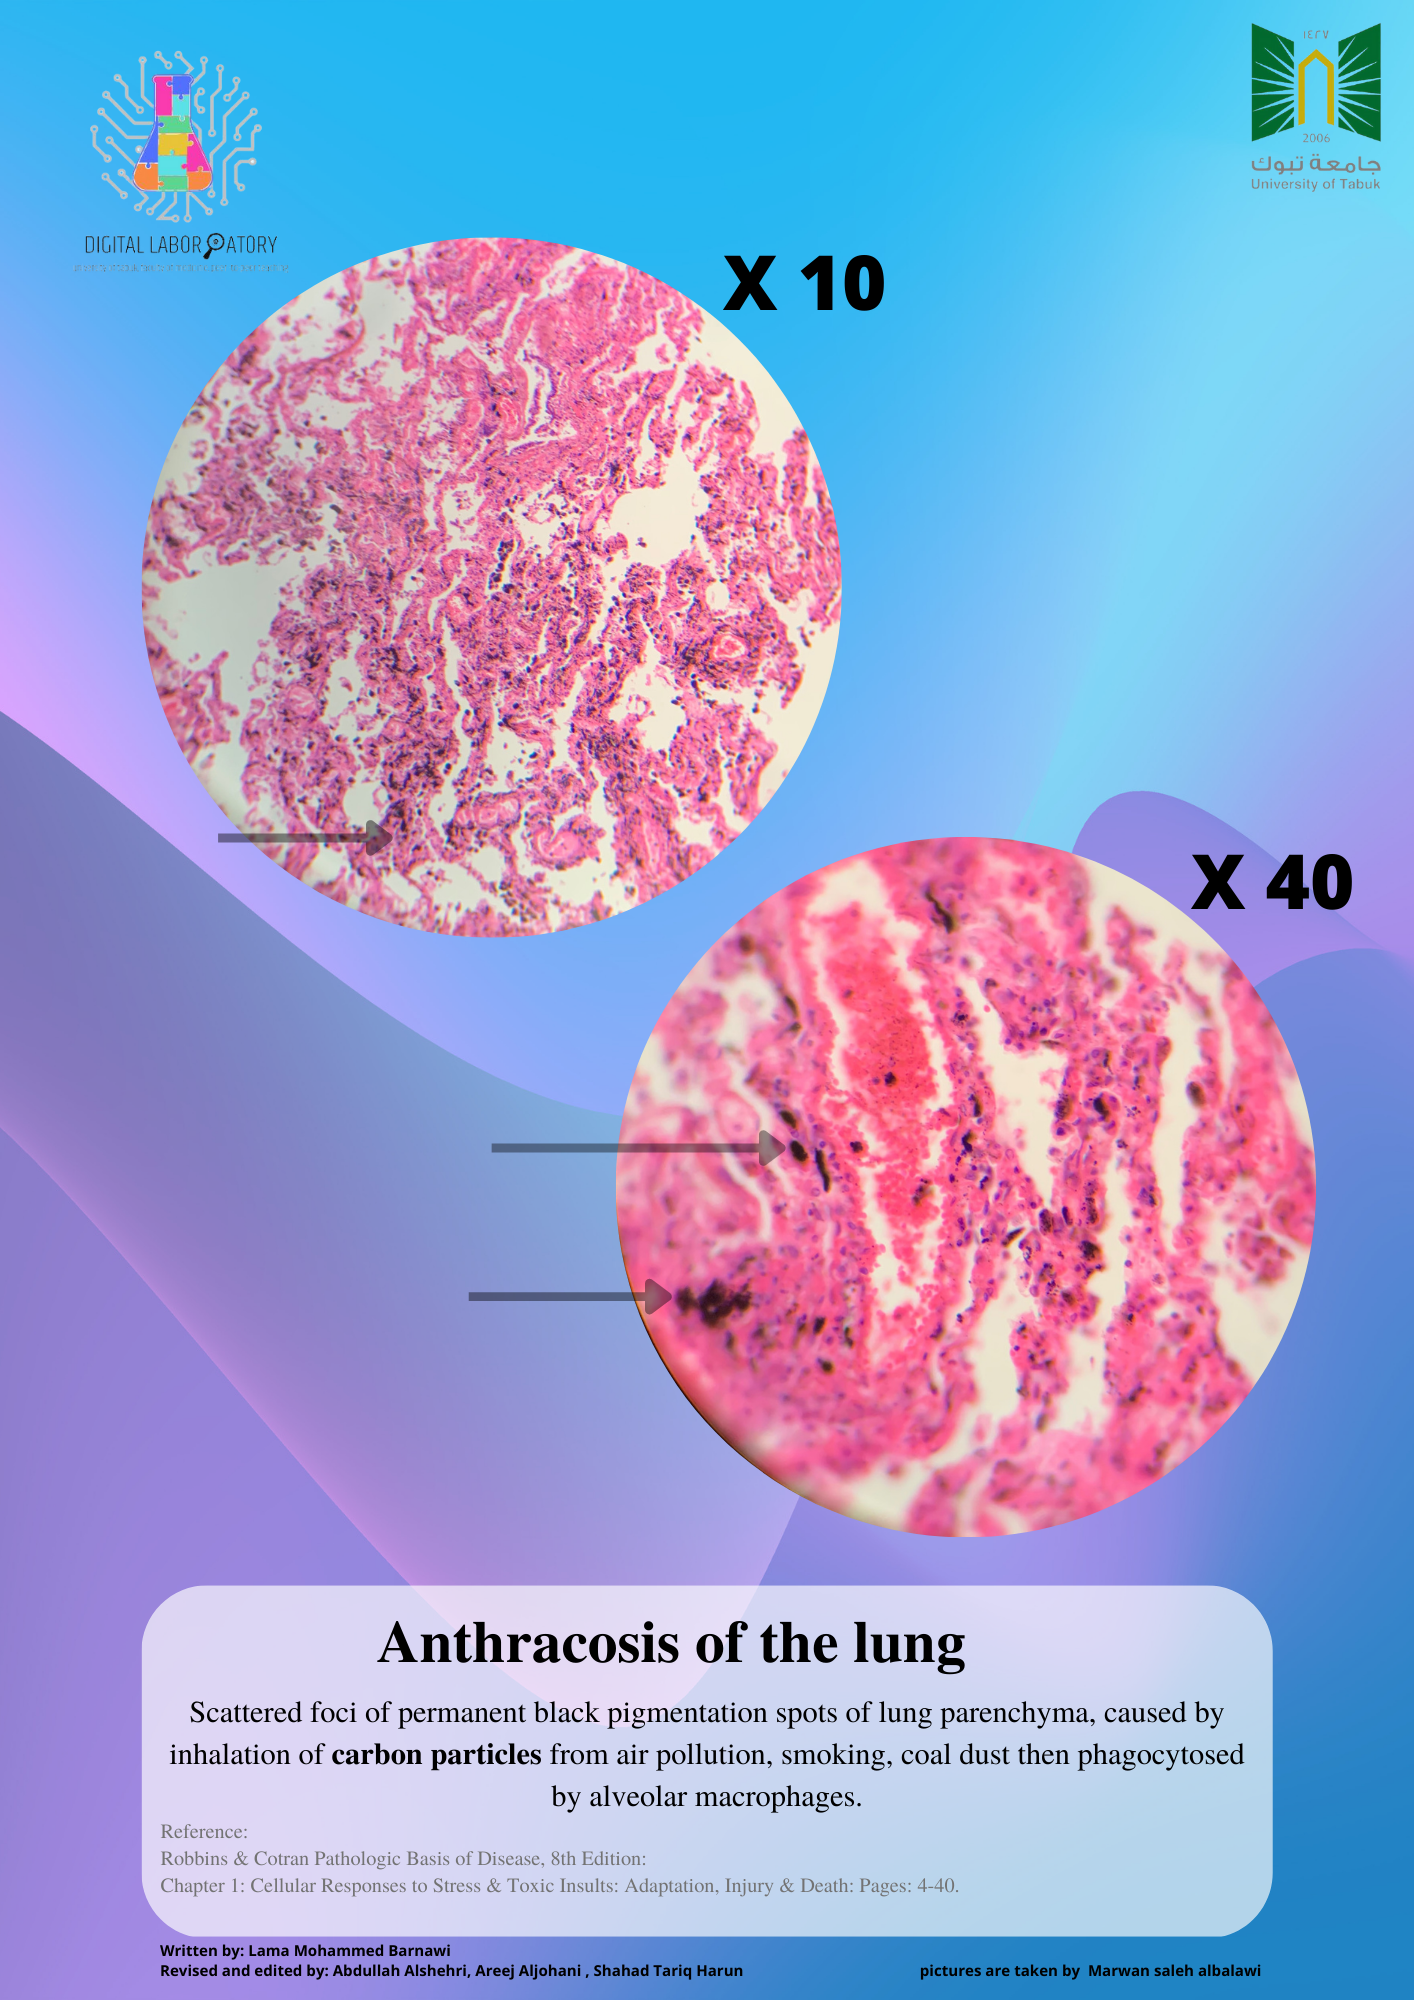 ١٤٢٧
2006
جامعة تبوك
University of Tabuk
DIGITAL LABORATORY
X 10
X 40
Anthracosis of the lung
Scattered foci of permanent black pigmentation spots of lung parenchyma, caused by
inhalation of carbon particles from air pollution, smoking, coal dust then phagocytosed
by alveolar macrophages.
Reference:
Robbins & Cotran Pathologic Basis of Disease, 8th Edition:
Chapter 1: Cellular Responses to Stress & Toxic Insults: Adaptation, Injury & Death: Pages: 4-40.
Written by: Lama Mohammed Barnawi
Revised and edited by: Abdullah Alshehri, Areej Aljohani , Shahad Tariq Harun
pictures are taken by Marwan saleh albalawi